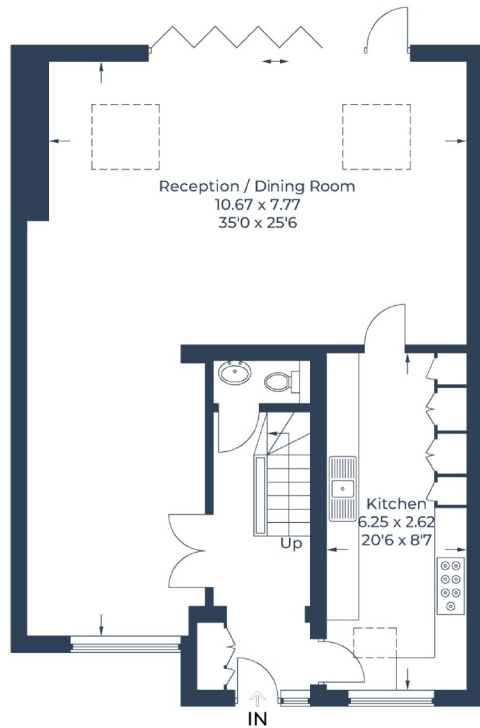 Reception / Dining Room
10.67 x 7.77
35'0 x 25'6
Kitchen
6.25 x 2.62
20'6 x 8'7
Up
IN